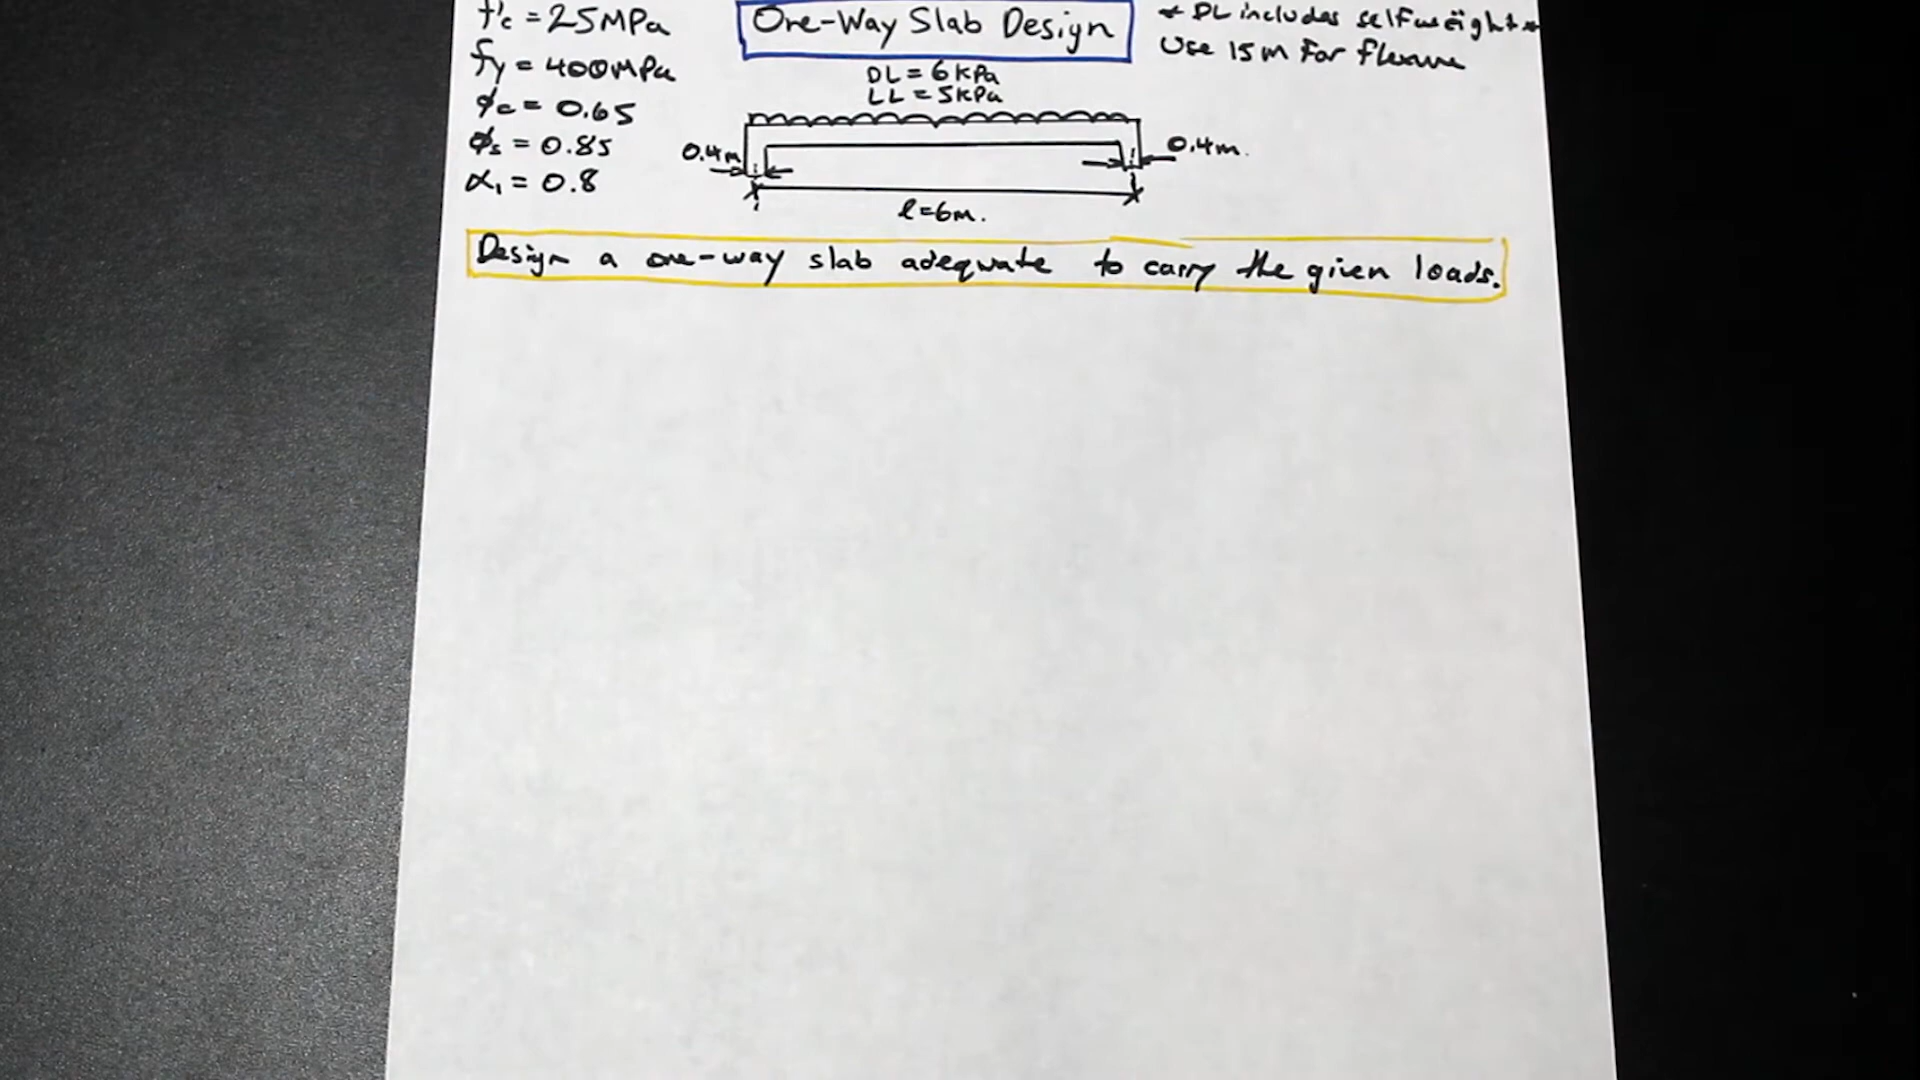 f'c = 25MPa
fy = 400MPa
φc = 0.65
φs = 0.85
α₁ = 0.8
One-Way Slab Design
DL = 6kPa
LL = 5kPa
0.4m
0.4m.
l=6m.
* DL includes selfweight *
Use 15m for flexure
Design a one-way slab adequate to carry the given loads.